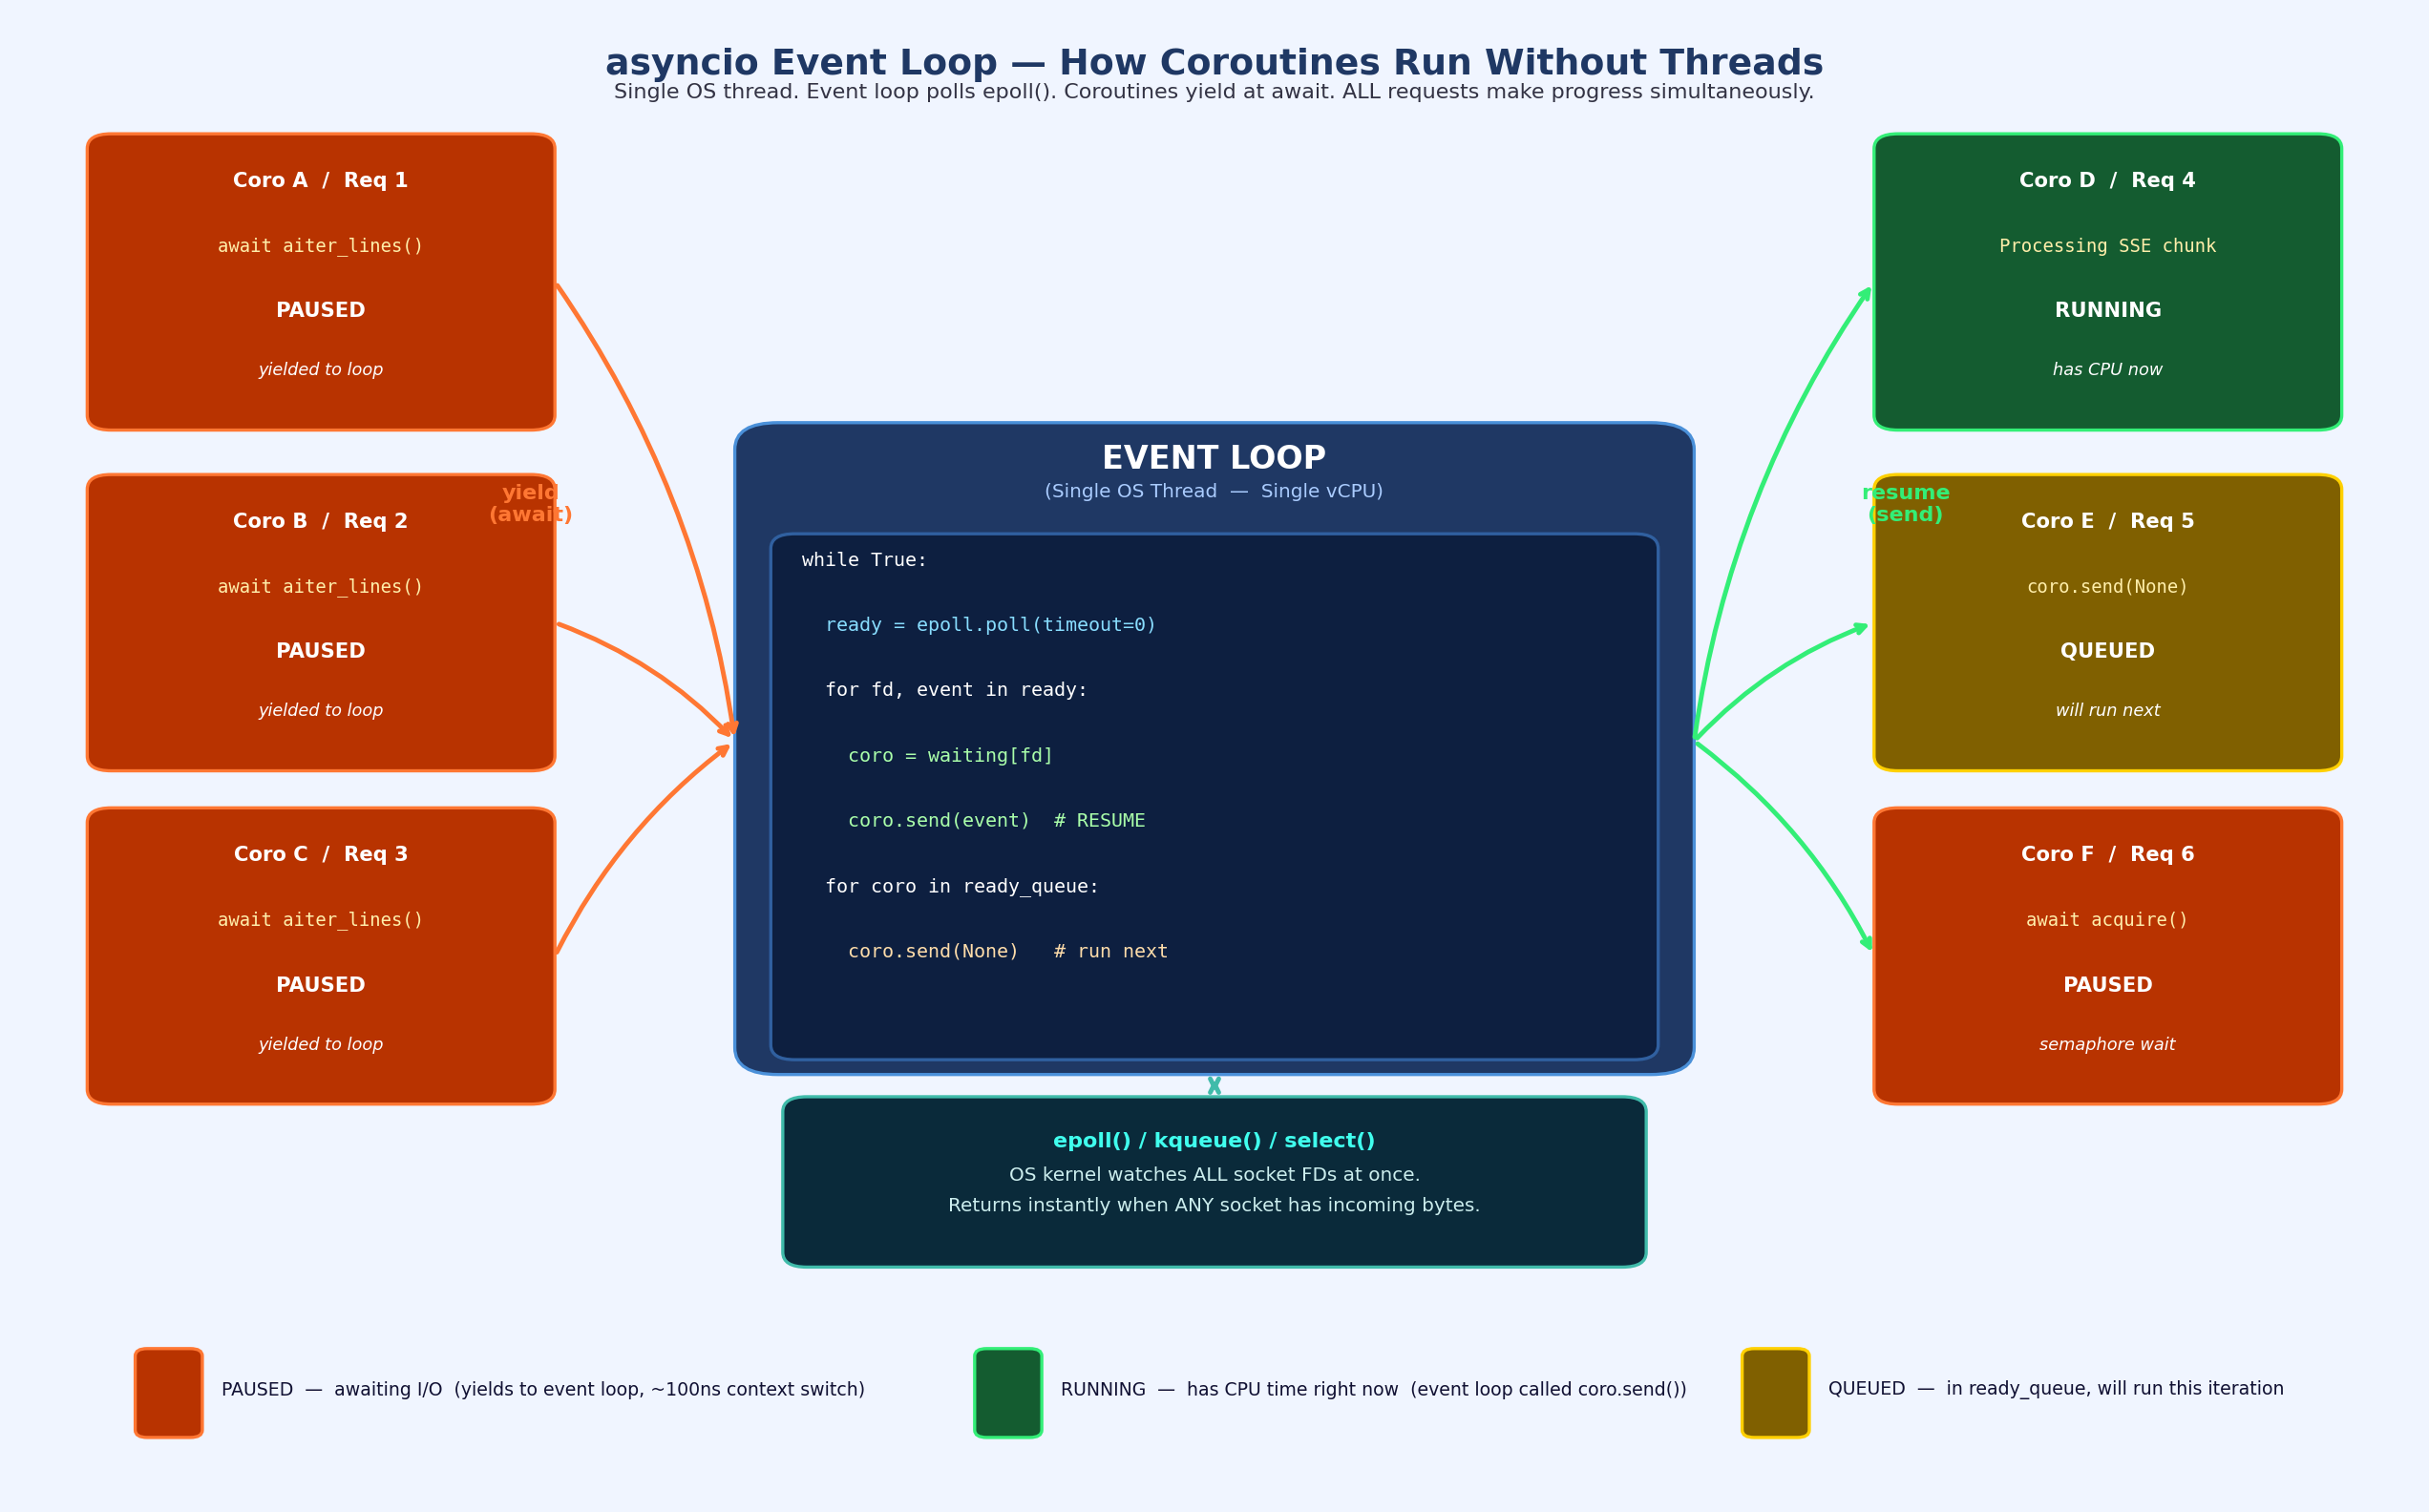 asyncio Event Loop — How Coroutines Run Without Threads
Single OS thread. Event loop polls epoll(). Coroutines yield at await. ALL requests make progress simultaneously.
Coro A / Req 1
await aiter_lines()
PAUSED
yielded to loop
Coro B / Req 2
await aiter_lines()
PAUSED
yielded to loop
Coro C / Req 3
await aiter_lines()
PAUSED
yielded to loop
yield
(await)
EVENT LOOP
(Single OS Thread — Single vCPU)
while True:
ready = epoll.poll(timeout=0)
for fd, event in ready:
coro = waiting[fd]
coro.send(event) # RESUME
for coro in ready_queue:
coro.send(None) # run next
epoll() / kqueue() / select()
OS kernel watches ALL socket FDs at once.
Returns instantly when ANY socket has incoming bytes.
resume
(send)
Coro D / Req 4
Processing SSE chunk
RUNNING
has CPU now
Coro E / Req 5
coro.send(None)
QUEUED
will run next
Coro F / Req 6
await acquire()
PAUSED
semaphore wait
PAUSED — awaiting I/O (yields to event loop, ~100ns context switch)
RUNNING — has CPU time right now (event loop called coro.send())
QUEUED — in ready_queue, will run this iteration